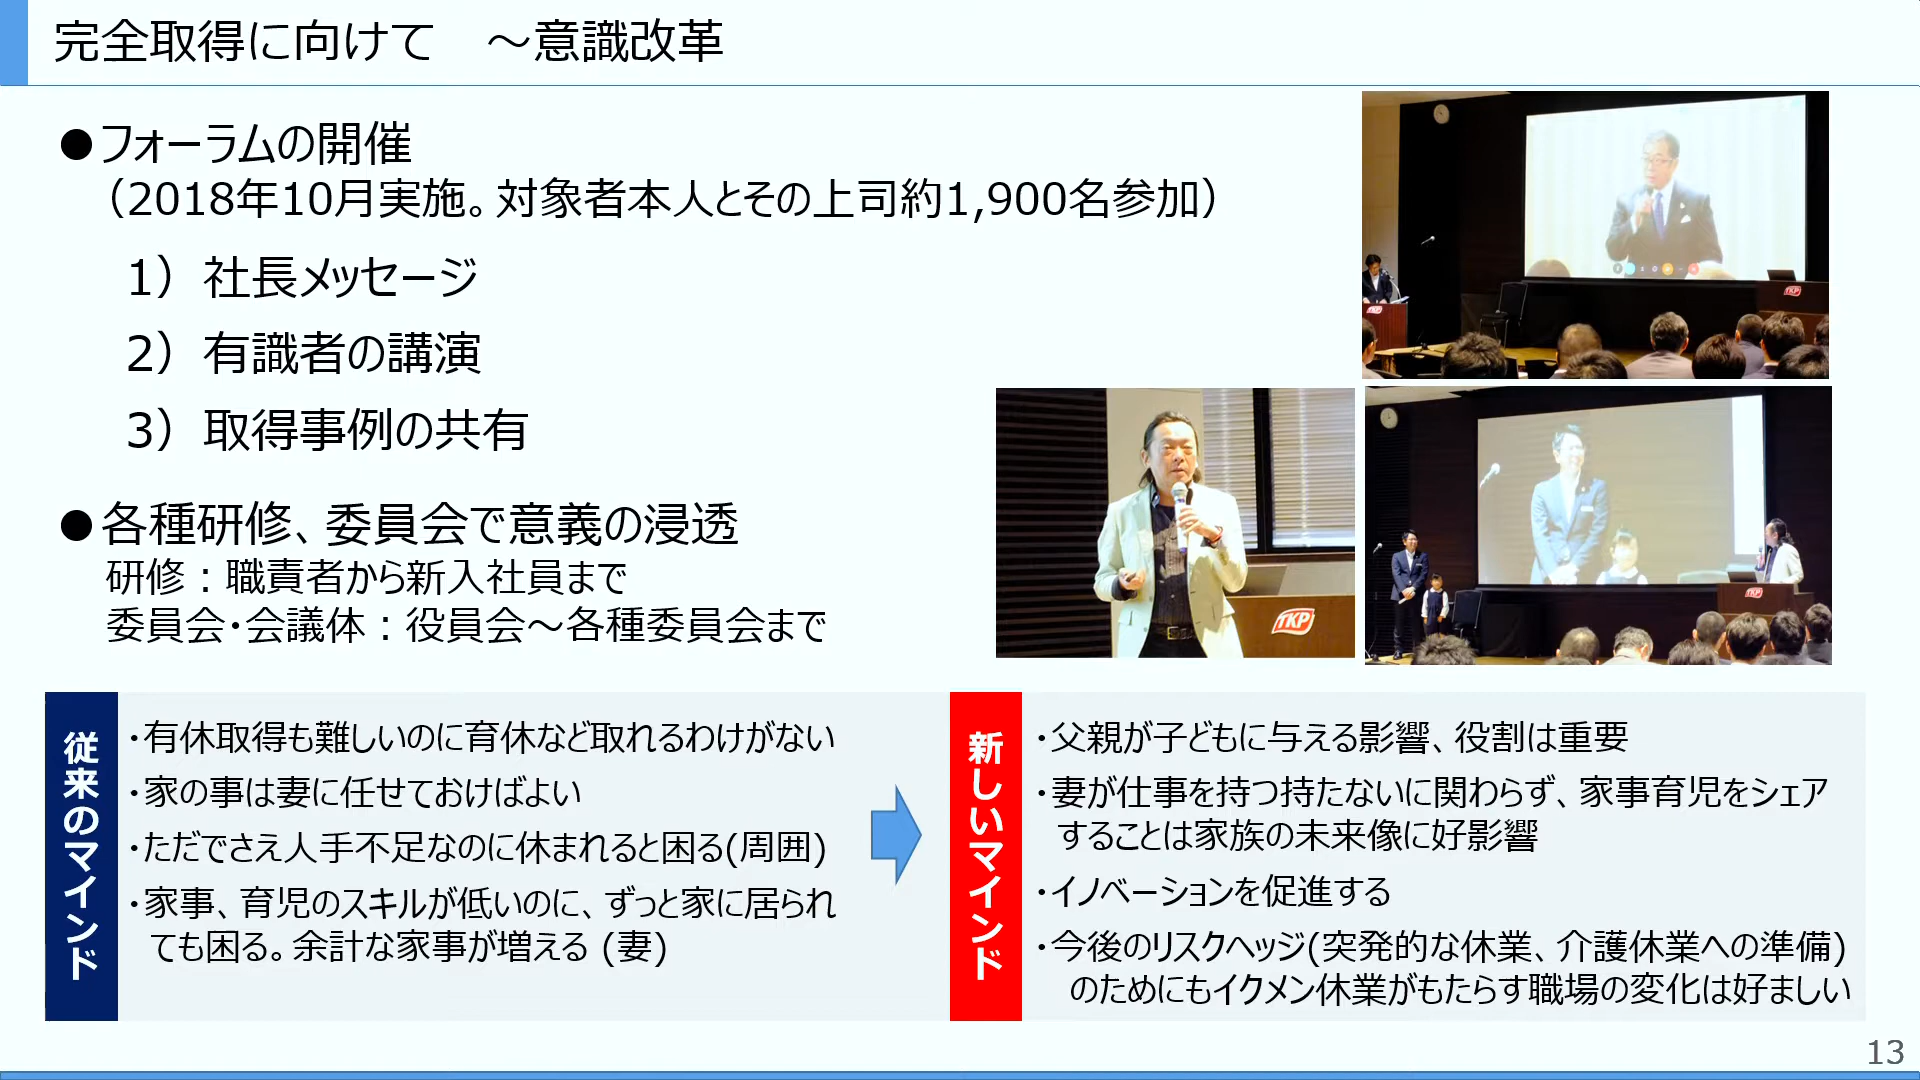 完全取得に向けて　～意識改革
●フォーラムの開催
（2018年10月実施。対象者本人とその上司約1,900名参加）
1）社長メッセージ
2）有識者の講演
3）取得事例の共有
●各種研修、委員会で意義の浸透
研修：職責者から新入社員まで
委員会・会議体：役員会～各種委員会まで
TKP
TKP
TKP
TKP
従来のマインド
・有休取得も難しいのに育休など取れるわけがない
・家の事は妻に任せておけばよい
・ただでさえ人手不足なのに休まれると困る(周囲)
・家事、育児のスキルが低いのに、ずっと家に居られ
ても困る。余計な家事が増える (妻)
新しいマインド
・父親が子どもに与える影響、役割は重要
・妻が仕事を持つ持たないに関わらず、家事育児をシェア
することは家族の未来像に好影響
・イノベーションを促進する
・今後のリスクヘッジ(突発的な休業、介護休業への準備)
のためにもイクメン休業がもたらす職場の変化は好ましい
13